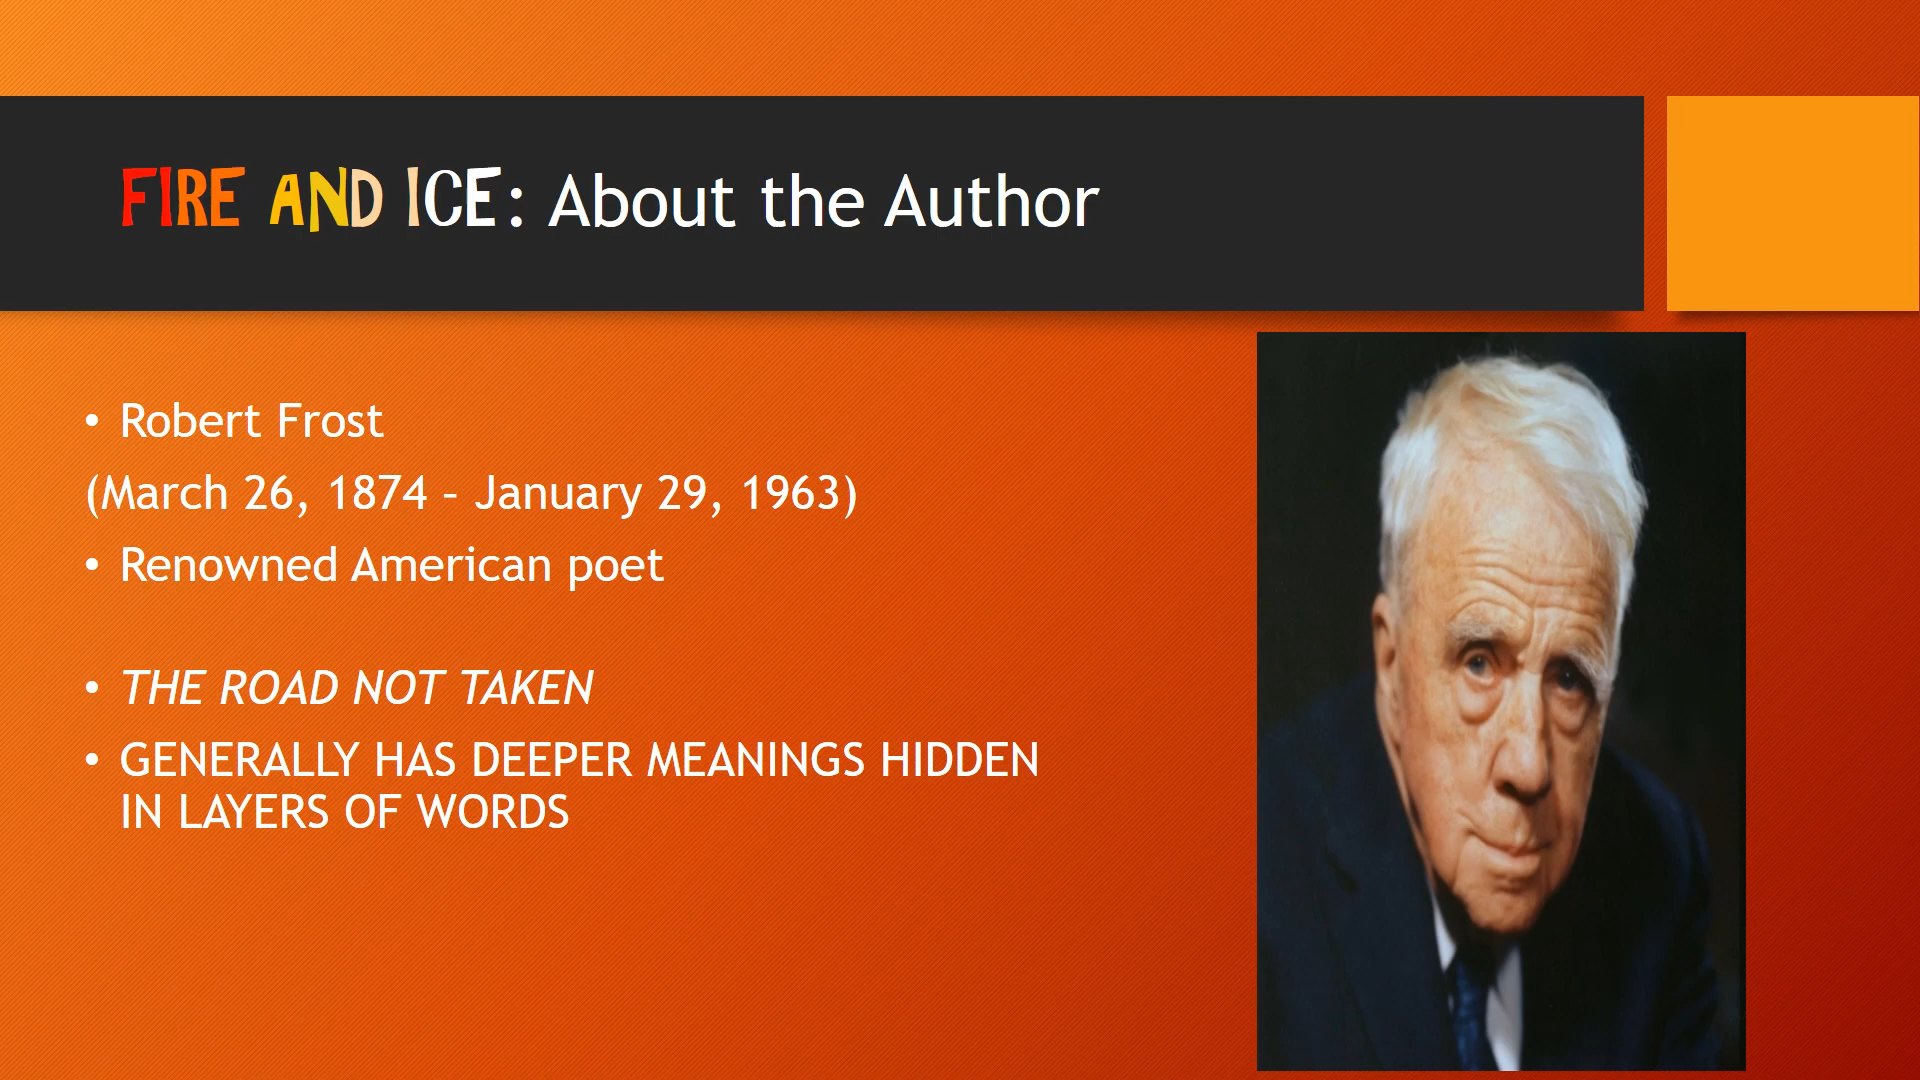 FIRE AND ICE: About the Author
• Robert Frost
(March 26, 1874 – January 29, 1963)
• Renowned American poet
• THE ROAD NOT TAKEN
• GENERALLY HAS DEEPER MEANINGS HIDDEN
IN LAYERS OF WORDS